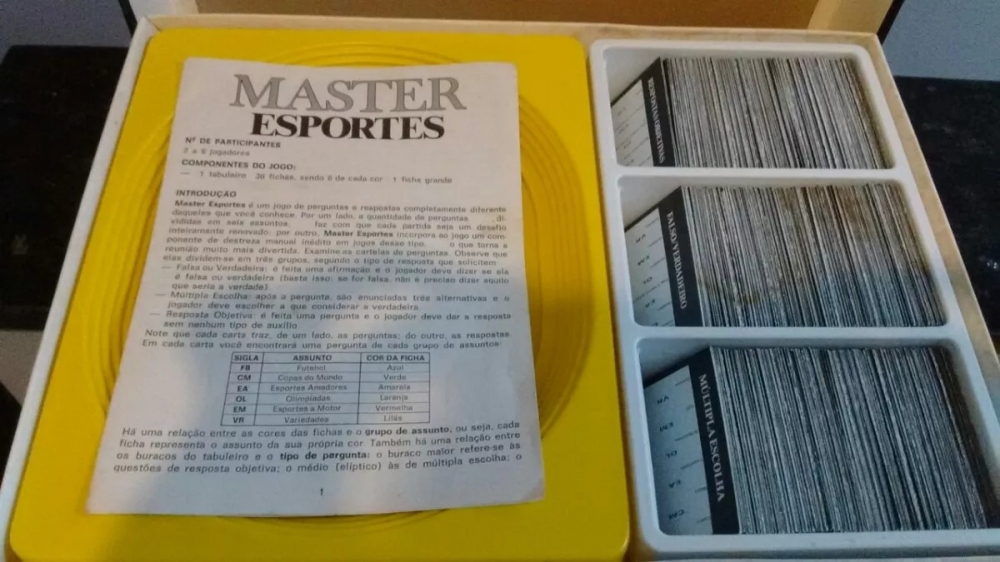 MASTER
ESPORTES
Nº DE PARTICIPANTES
2 a 6 jogadores
COMPONENTES DO JOGO:
— 1 tabuleiro 36 fichas, sendo 6 de cada cor 1 ficha grande
INTRODUÇÃO
Master Esportes é um jogo de perguntas e respostas completamente diferente
daqueles que você conhece. Por um lado, a quantidade de perguntas di-
vididas em seis assuntos, faz com que cada partida seja um desafio
inteiramente renovado; por outro, Master Esportes incorpora ao jogo um com-
ponente de destreza manual inédito em jogos desse tipo, o que torna a
reunião muito mais divertida. Examine as cartelas de perguntas. Observe que
elas dividem-se em três grupos, segundo o tipo de resposta que solicitem:
— Falsa ou Verdadeira: é feita uma afirmação e o jogador deve dizer se ela
é falsa ou verdadeira (basta isso; se for falsa, não é preciso dizer aquilo
que seria a verdade).
— Múltipla Escolha: após a pergunta, são enunciadas três alternativas e o
jogador deve escolher a que considerar a verdadeira.
— Resposta Objetiva: é feita uma pergunta e o jogador deve dar a resposta
sem nenhum tipo de auxílio.
Note que cada carta traz, de um lado, as perguntas; do outro, as respostas.
Em cada carta você encontrará uma pergunta de cada grupo de assuntos:
SIGLA ASSUNTO COR DA FICHA
FB Futebol Azul
CM Copas do Mundo Verde
EA Esportes Amadores Amarela
OL Olimpíadas Laranja
EM Esportes a Motor Vermelha
VR Variedades Lilás
Há uma relação entre as cores das fichas e o grupo de assunto, ou seja, cada
ficha representa o assunto da sua própria cor. Também há uma relação entre
os buracos do tabuleiro e o tipo de pergunta: o buraco maior refere-se às
questões de resposta objetiva; o médio (elíptico) às de múltipla escolha; o
1
RESPOSTA OBJETIVA
FALSO/VERDADEIRO
MÚLTIPLA ESCOLHA